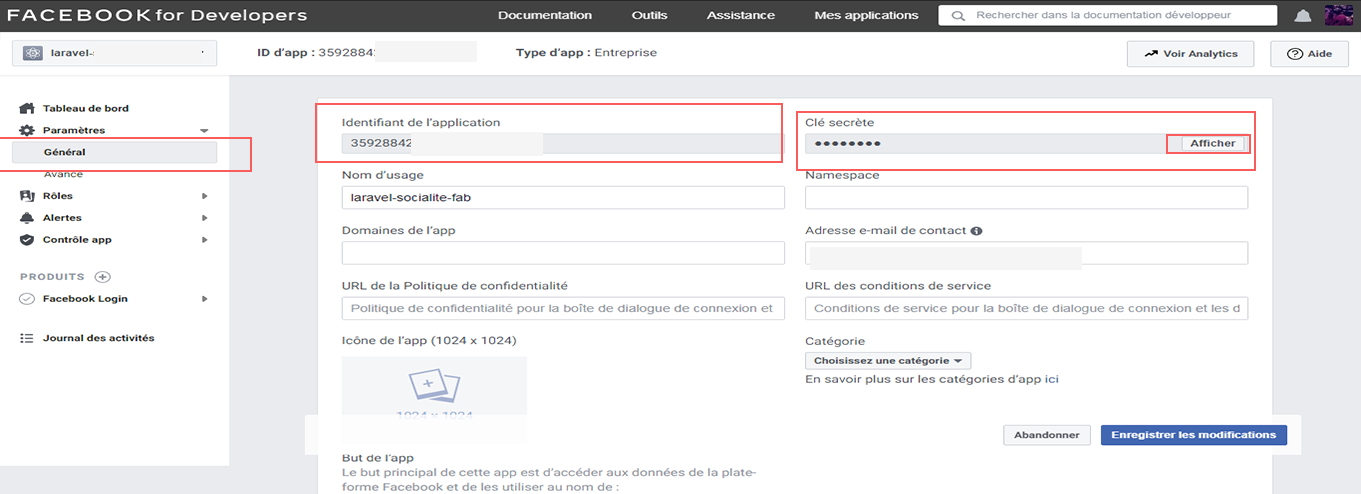 FACEBOOK for Developers
Documentation
Outils
Assistance
Mes applications
Rechercher dans la documentation développeur
laravel-
ID d'app : 35928842
Type d'app : Entreprise
Voir Analytics
Aide
Tableau de bord
Paramètres
Général
Avancé
Rôles
Alertes
Contrôle app
PRODUITS
Facebook Login
Journal des activités
Identifiant de l'application
35928842
Clé secrète
●●●●●●●●
Afficher
Nom d'usage
laravel-socialite-fab
Namespace
Domaines de l'app
Adresse e-mail de contact
URL de la Politique de confidentialité
Politique de confidentialité pour la boîte de dialogue de connexion et
URL des conditions de service
Conditions de service pour la boîte de dialogue de connexion et les d
Icône de l'app (1024 x 1024)
1024 x 1024
Catégorie
Choisissez une catégorie
En savoir plus sur les catégories d'app ici
Abandonner
Enregistrer les modifications
But de l'app
Le but principal de cette app est d'accéder aux données de la plate-
forme Facebook et de les utiliser au nom de :